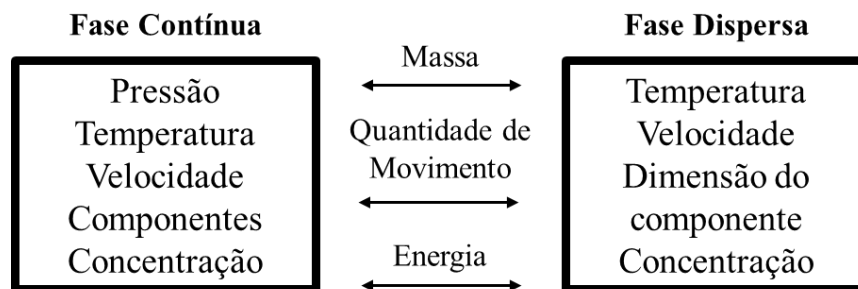 Fase Contínua
Fase Dispersa
Massa
Pressão
Temperatura
Velocidade
Componentes
Concentração
Quantidade de
Movimento
Energia
Temperatura
Velocidade
Dimensão do
componente
Concentração